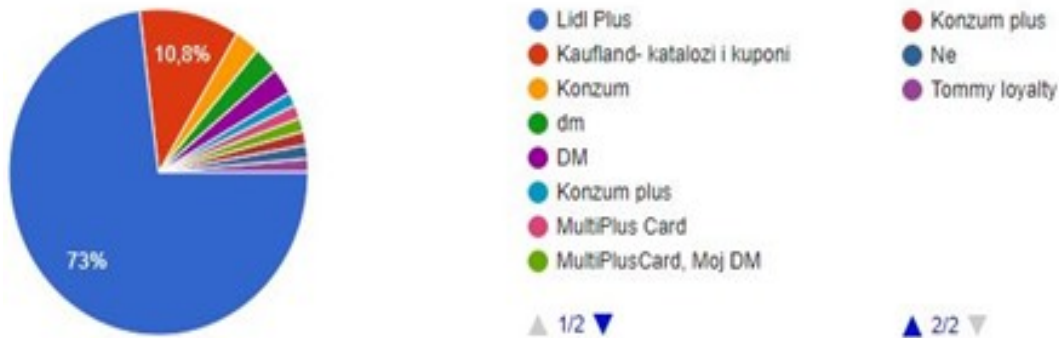 10,8%
73%
Lidl Plus
Kaufland- katalozi i kuponi
Konzum
dm
DM
Konzum plus
MultiPlus Card
MultiPlusCard, Moj DM
1/2
Konzum plus
Ne
Tommy loyalty
2/2